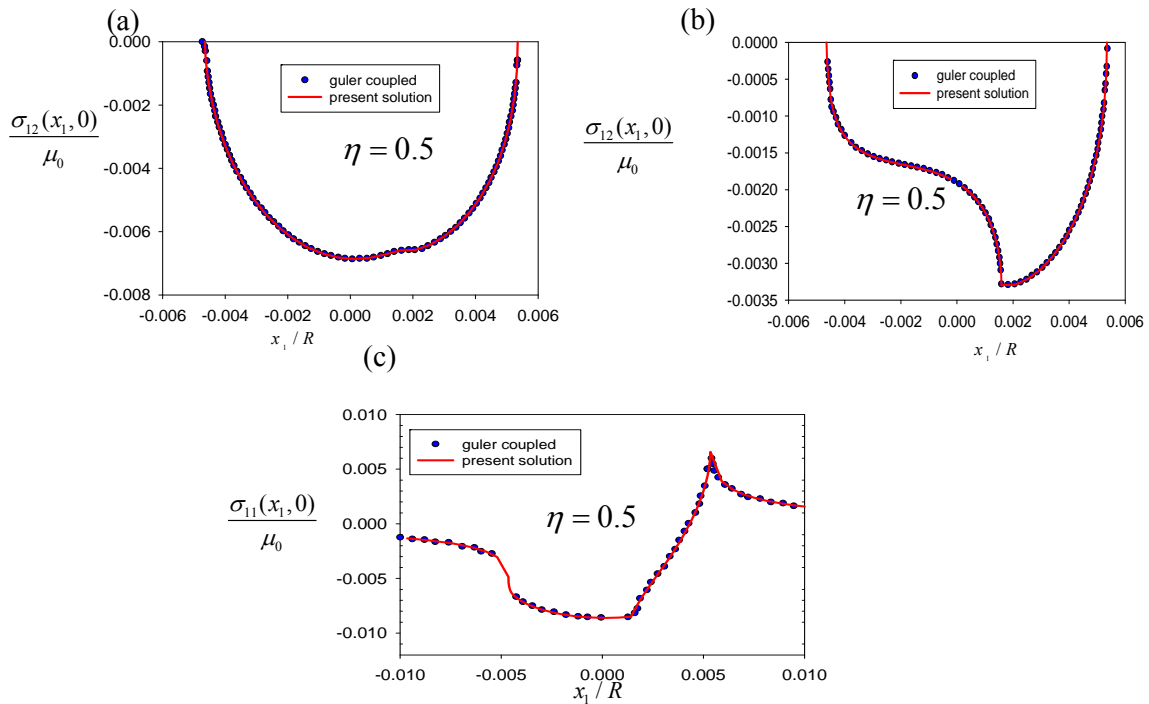 (a)
0.000
-0.002
-0.004
-0.006
-0.008
σ₁₂(x₁,0)
μ₀
guler coupled
present solution
η = 0.5
-0.006 -0.004 -0.002 0.000 0.002 0.004 0.006
x₁ / R
(b)
0.0000
-0.0005
-0.0010
-0.0015
-0.0020
-0.0025
-0.0030
-0.0035
σ₁₂(x₁,0)
μ₀
guler coupled
present solution
η = 0.5
-0.006 -0.004 -0.002 0.000 0.002 0.004 0.006
x₁ / R
(c)
0.010
0.005
0.000
-0.005
-0.010
σ₁₁(x₁,0)
μ₀
guler coupled
present solution
η = 0.5
-0.010 -0.005 0.000 0.005 0.010
x₁ / R